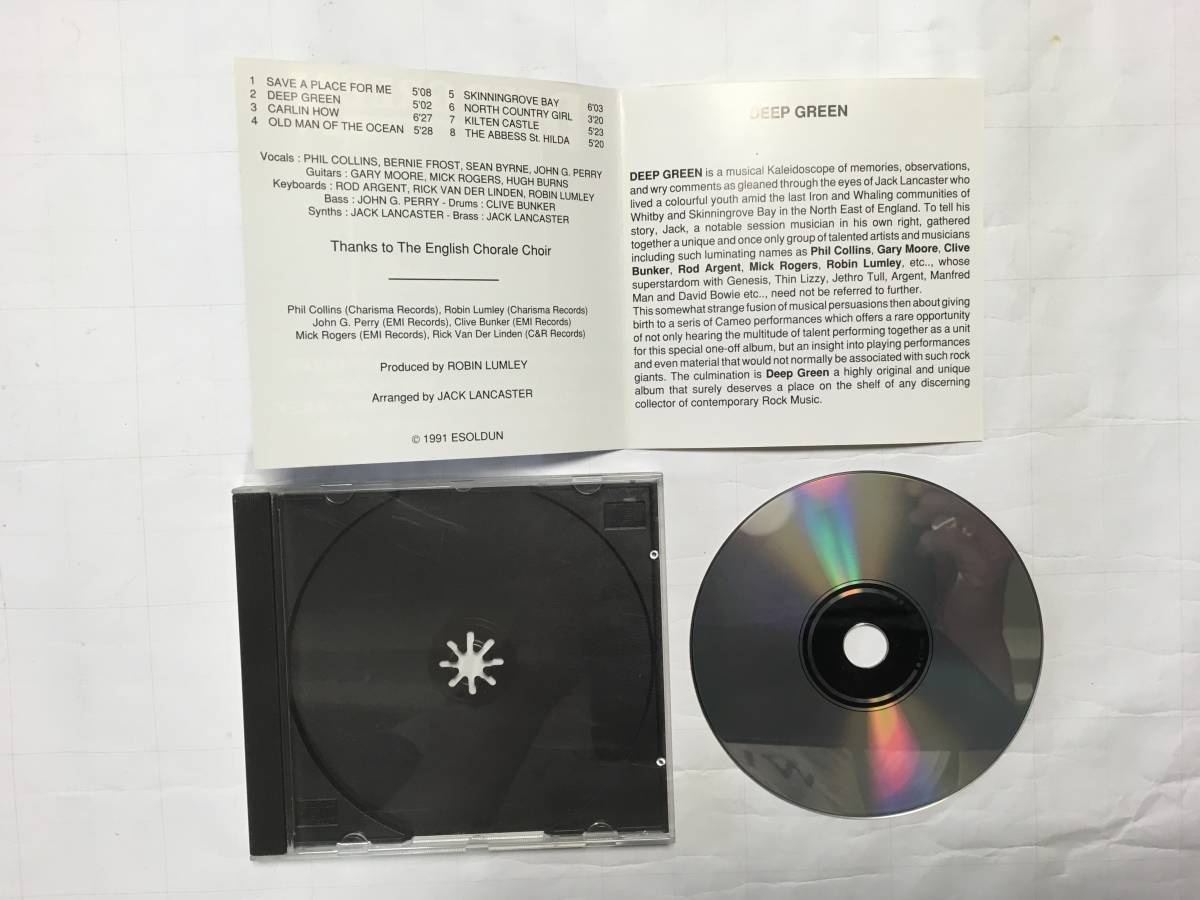 1 SAVE A PLACE FOR ME 5'08
2 DEEP GREEN 5'02
3 CARLIN HOW 6'27
4 OLD MAN OF THE OCEAN 5'28
5 SKINNINGROVE BAY 6'03
6 NORTH COUNTRY GIRL 3'20
7 KILTEN CASTLE 5'23
8 THE ABBESS St. HILDA 5'20
Vocals : PHIL COLLINS, BERNIE FROST, SEAN BYRNE, JOHN G. PERRY
Guitars : GARY MOORE, MICK ROGERS, HUGH BURNS
Keyboards : ROD ARGENT, RICK VAN DER LINDEN, ROBIN LUMLEY
Bass : JOHN G. PERRY - Drums : CLIVE BUNKER
Synths : JACK LANCASTER - Brass : JACK LANCASTER
Thanks to The English Chorale Choir
Phil Collins (Charisma Records), Robin Lumley (Charisma Records)
John G. Perry (EMI Records), Clive Bunker (EMI Records)
Mick Rogers (EMI Records), Rick Van Der Linden (C&R Records)
Produced by ROBIN LUMLEY
Arranged by JACK LANCASTER
© 1991 ESOLDUN
DEEP GREEN
DEEP GREEN is a musical Kaleidoscope of memories, observations,
and wry comments as gleaned through the eyes of Jack Lancaster who
lived a colourful youth amid the last Iron and Whaling communities of
Whitby and Skinningrove Bay in the North East of England. To tell his
story, Jack, a notable session musician in his own right, gathered
together a unique and once only group of talented artists and musicians
including such luminating names as Phil Collins, Gary Moore, Clive
Bunker, Rod Argent, Mick Rogers, Robin Lumley, etc.., whose
superstardom with Genesis, Thin Lizzy, Jethro Tull, Argent, Manfred
Man and David Bowie etc.., need not be referred to further.
This somewhat strange fusion of musical persuasions then about giving
birth to a seris of Cameo performances which offers a rare opportunity
of not only hearing the multitude of talent performing together as a unit
for this special one-off album, but an insight into playing performances
and even material that would not normally be associated with such rock
giants. The culmination is Deep Green a highly original and unique
album that surely deserves a place on the shelf of any discerning
collector of contemporary Rock Music.